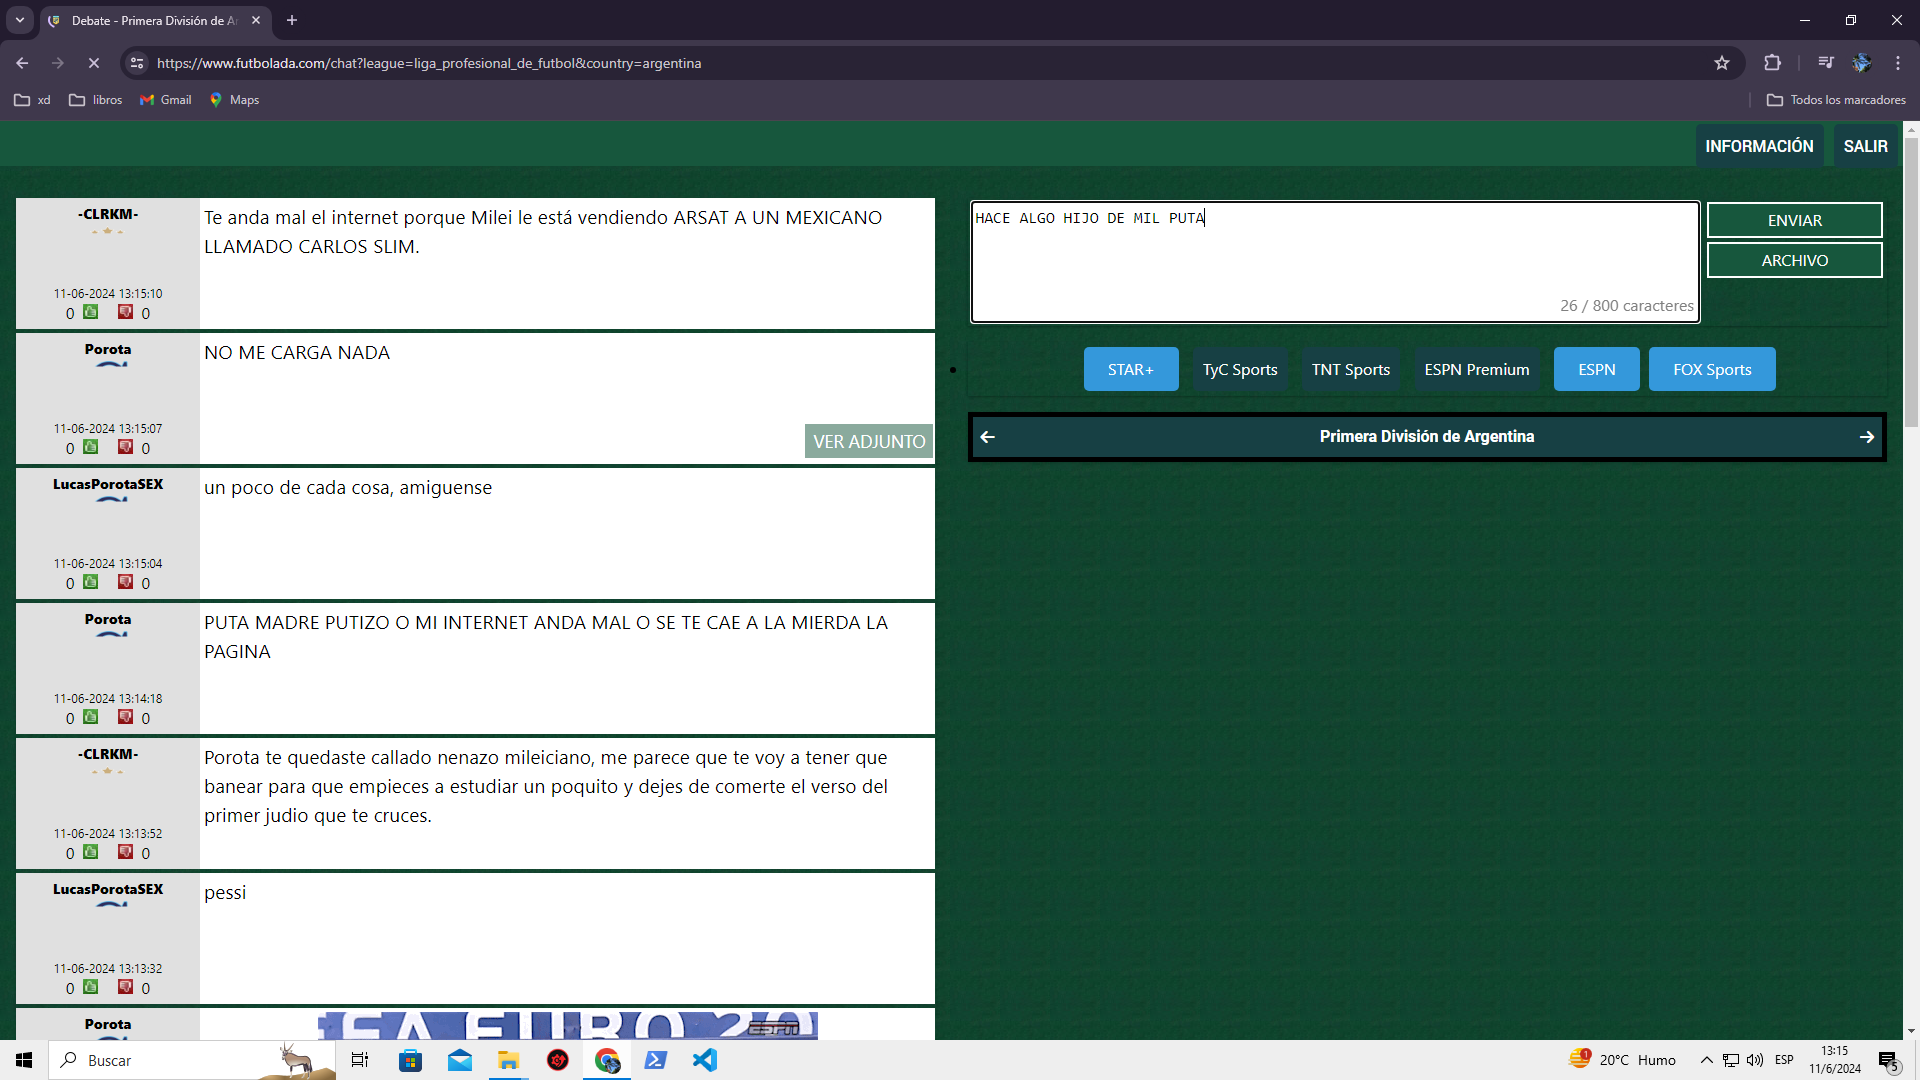 Debate - Primera División de Ar
https://www.futbolada.com/chat?league=liga_profesional_de_futbol&country=argentina
xd
libros
Gmail
Maps
Todos los marcadores
INFORMACIÓN
SALIR
-CLRKM-
Te anda mal el internet porque Milei le está vendiendo ARSAT A UN MEXICANO
LLAMADO CARLOS SLIM.
11-06-2024 13:15:10
0 0
Porota
NO ME CARGA NADA
11-06-2024 13:15:07
0 0
VER ADJUNTO
LucasPorotaSEX
un poco de cada cosa, amiguense
11-06-2024 13:15:04
0 0
Porota
PUTA MADRE PUTIZO O MI INTERNET ANDA MAL O SE TE CAE A LA MIERDA LA
PAGINA
11-06-2024 13:14:18
0 0
-CLRKM-
Porota te quedaste callado nenazo mileiciano, me parece que te voy a tener que
banear para que empieces a estudiar un poquito y dejes de comerte el verso del
primer judio que te cruces.
11-06-2024 13:13:52
0 0
LucasPorotaSEX
pessi
11-06-2024 13:13:32
0 0
Porota
EURO 20
ESPN
HACE ALGO HIJO DE MIL PUTA
26 / 800 caracteres
ENVIAR
ARCHIVO
STAR+
TyC Sports
TNT Sports
ESPN Premium
ESPN
FOX Sports
Primera División de Argentina
Buscar
1
20°C Humo
ESP
13:15
11/6/2024
5